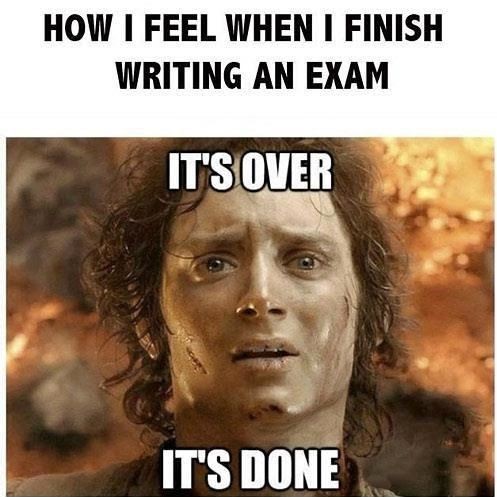 HOW I FEEL WHEN I FINISH
WRITING AN EXAM
IT'S OVER
IT'S DONE